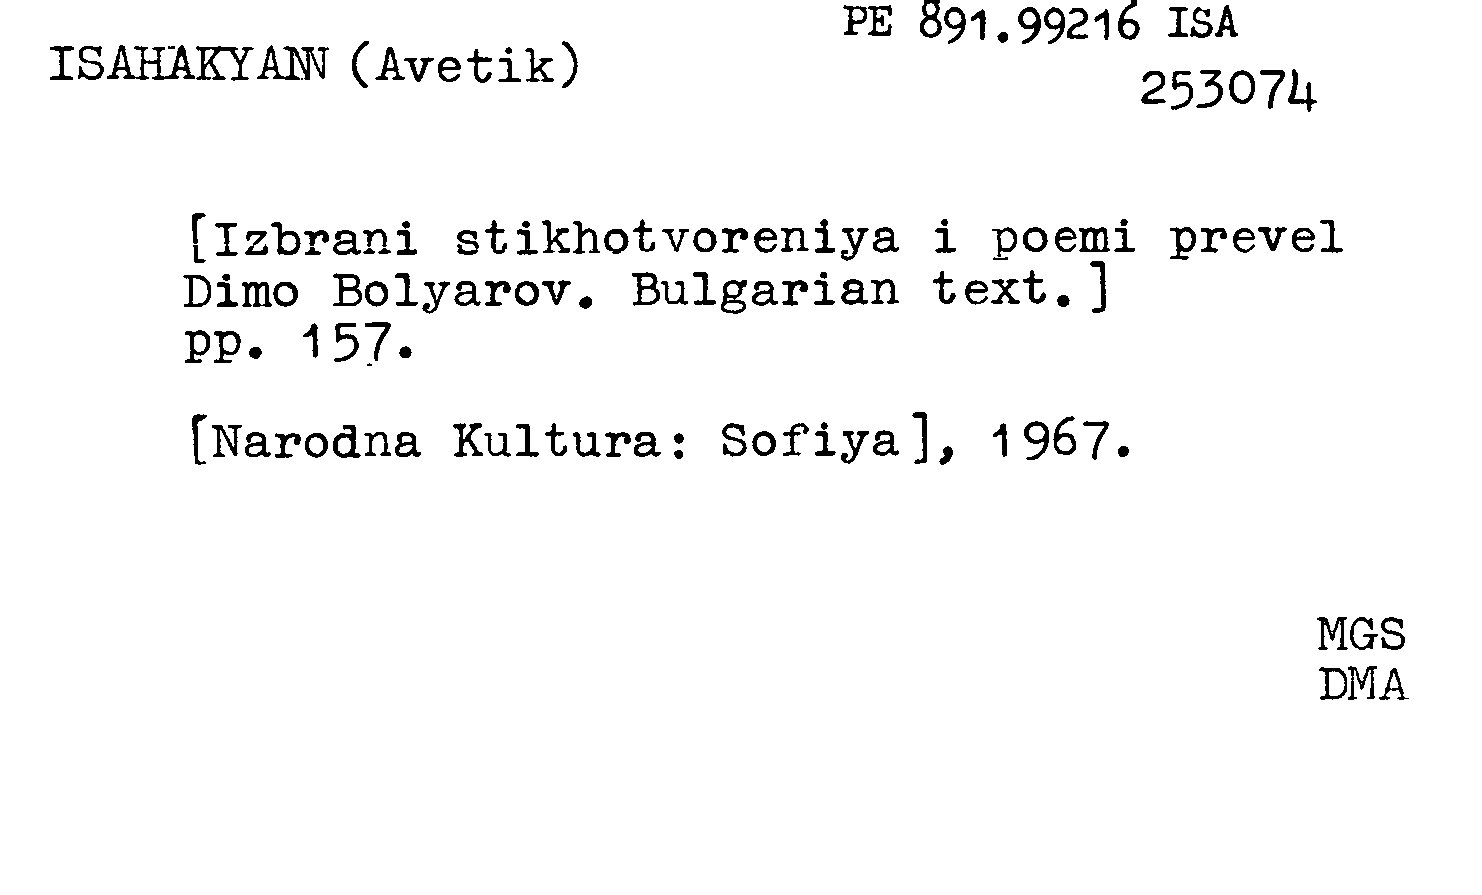 PE 891.99216 ISA
ISAHAKYANN (Avetik)
253074
[Izbrani stikhotvoreniya i poemi prevel
Dimo Bolyarov. Bulgarian text.]
pp. 157.
[Narodna Kultura: Sofiya], 1967.
MGS
DMA